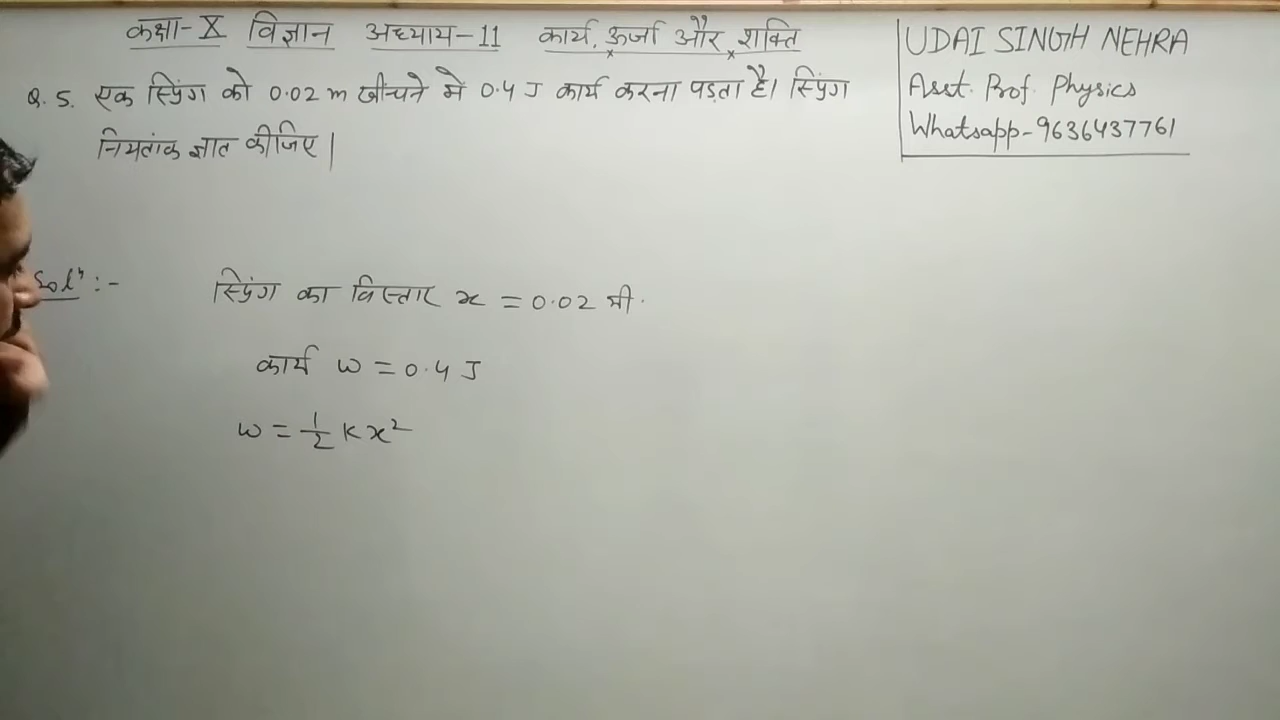 कक्षा-X विज्ञान अध्याय-11 कार्य, ऊर्जा और शक्ति
Q. 5. एक स्प्रिंग को 0.02 m खींचने मे 0.4 J कार्य करना पड़ता है। स्प्रिंग
नियतांक ज्ञात कीजिए |
UDAI SINGH NEHRA
Asst. Prof. Physics
Whatsapp-9636437761
Solⁿ :-
स्प्रिंग का विस्तार x = 0.02 मी.
कार्य w = 0.4 J
w = 1/2 K x²